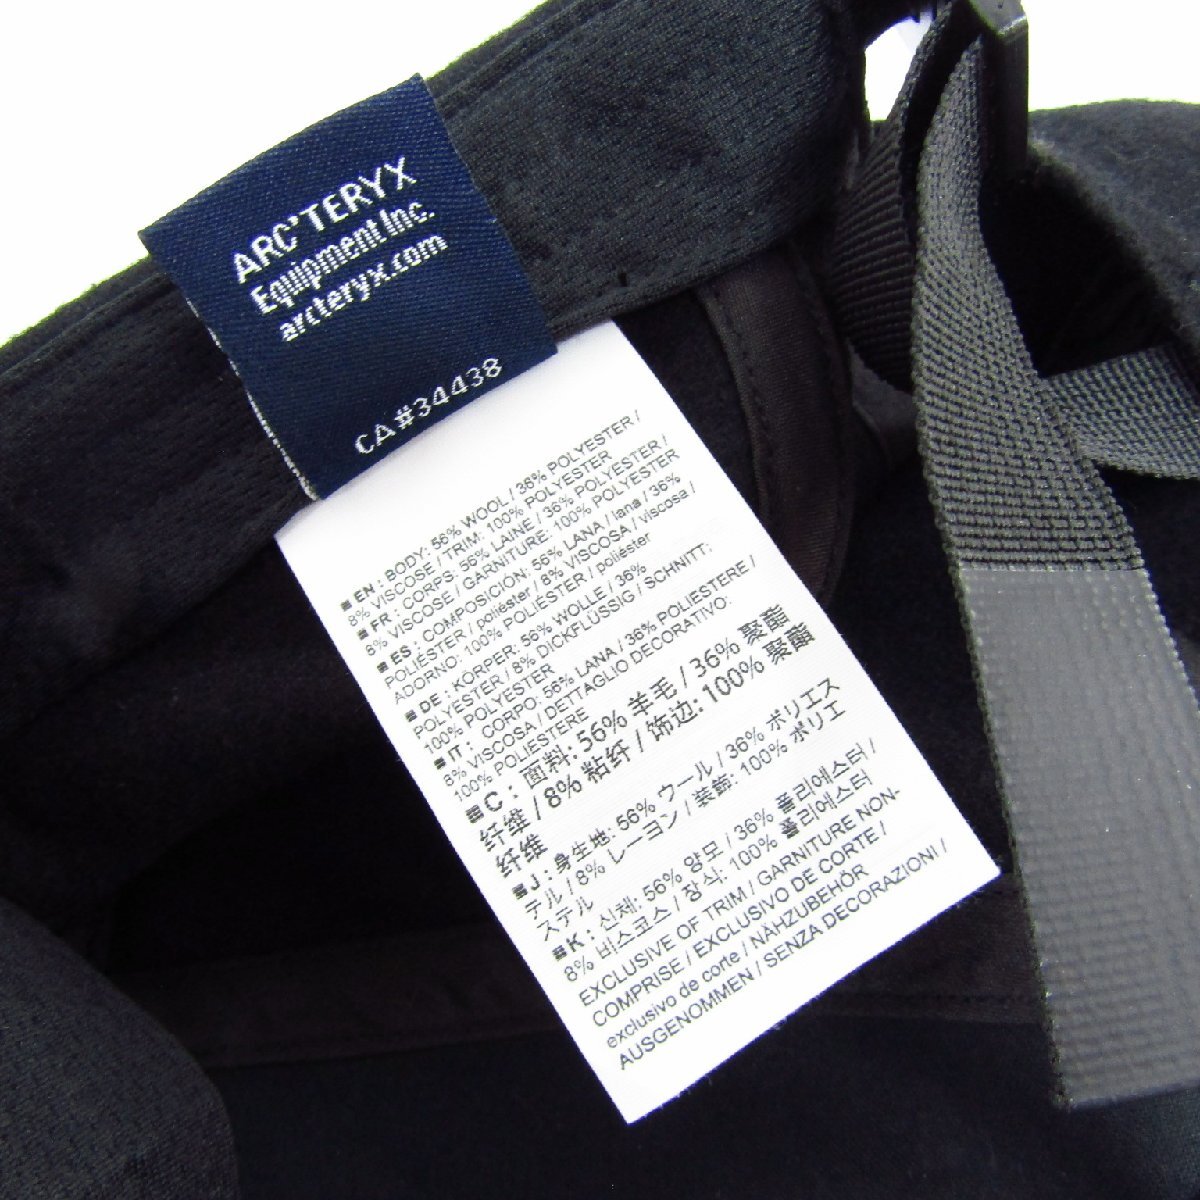 ARC'TERYX
Equipment Inc.
arcteryx.com
CA#34438
EN : BODY: 56% WOOL / 36% POLYESTER /
8% VISCOSE / TRIM: 100% POLYESTER
FR : CORPS: 56% LAINE / 36% POLYESTER /
8% VISCOSE / GARNITURE: 100% POLYESTER
ES : COMPOSICIÓN: 56% LANA / lana / 36%
POLIÉSTER / poliéster / 8% VISCOSA / viscosa /
ADORNO: 100% POLIÉSTER / poliéster
DE : KÖRPER: 56% WOLLE / 36%
POLYESTER / 8% DICKFLÜSSIG / SCHNITT:
100% POLYESTER
IT : CORPO: 56% LANA / 36% POLIESTERE /
8% VISCOSA / DETTAGLIO DECORATIVO:
100% POLIESTERE
C : 面料: 56% 羊毛 / 36% 聚酯
纤维 / 8% 粘纤 / 饰边: 100% 聚酯
纤维
J : 身生地: 56% ウール / 36% ポリエス
テル / 8% レーヨン / 装飾: 100% ポリエ
ステル
K : 신체: 56% 양모 / 36% 폴리에스터 /
8% 비스코스 / 장식: 100% 폴리에스터
EXCLUSIVE OF TRIM / GARNITURE NON-
COMPRISE / EXCLUSIVO DE CORTE /
exclusivo de corte / NÄHZUBEHÖR
AUSGENOMMEN / SENZA DECORAZIONI /